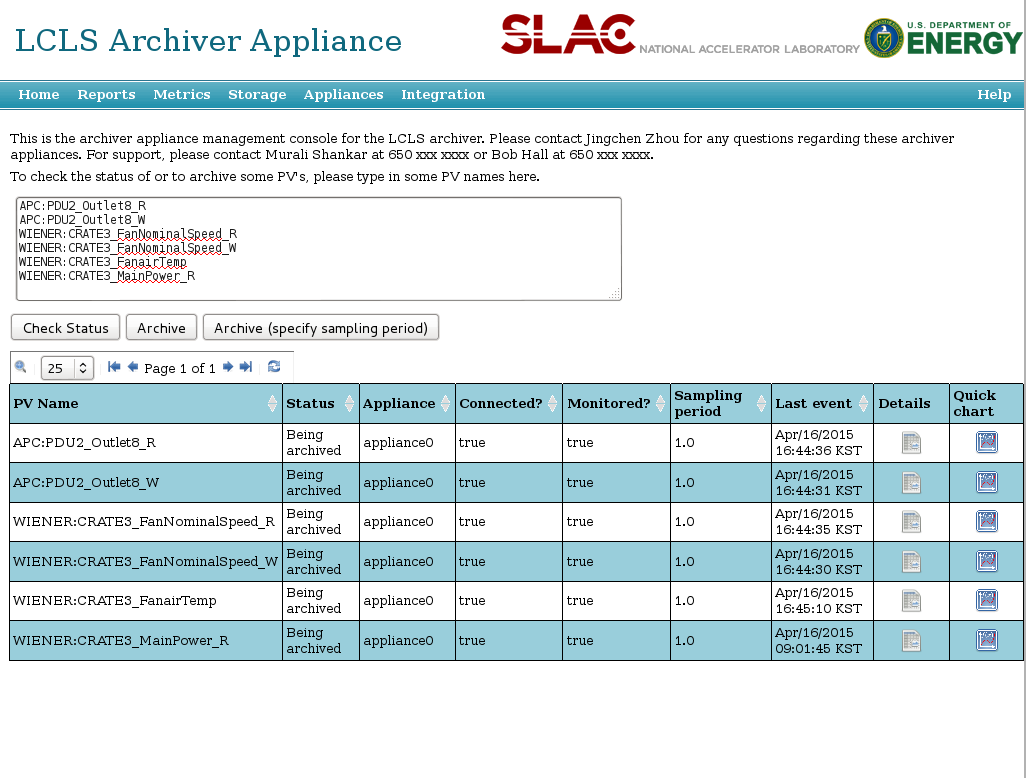 LCLS Archiver Appliance
SLAC NATIONAL ACCELERATOR LABORATORY
U.S. DEPARTMENT OF
ENERGY
Home Reports Metrics Storage Appliances Integration Help
This is the archiver appliance management console for the LCLS archiver. Please contact Jingchen Zhou for any questions regarding these archiver
appliances. For support, please contact Murali Shankar at 650 xxx xxxx or Bob Hall at 650 xxx xxxx.
To check the status of or to archive some PV's, please type in some PV names here.
APC:PDU2_Outlet8_R
APC:PDU2_Outlet8_W
WIENER:CRATE3_FanNominalSpeed_R
WIENER:CRATE3_FanNominalSpeed_W
WIENER:CRATE3_FanairTemp
WIENER:CRATE3_MainPower_R
Check Status Archive Archive (specify sampling period)
25 Page 1 of 1
PV Name Status Appliance Connected? Monitored? Sampling period Last event Details Quick chart
APC:PDU2_Outlet8_R Being archived appliance0 true true 1.0 Apr/16/2015 16:44:36 KST
APC:PDU2_Outlet8_W Being archived appliance0 true true 1.0 Apr/16/2015 16:44:31 KST
WIENER:CRATE3_FanNominalSpeed_R Being archived appliance0 true true 1.0 Apr/16/2015 16:44:35 KST
WIENER:CRATE3_FanNominalSpeed_W Being archived appliance0 true true 1.0 Apr/16/2015 16:44:30 KST
WIENER:CRATE3_FanairTemp Being archived appliance0 true true 1.0 Apr/16/2015 16:45:10 KST
WIENER:CRATE3_MainPower_R Being archived appliance0 true true 1.0 Apr/16/2015 09:01:45 KST